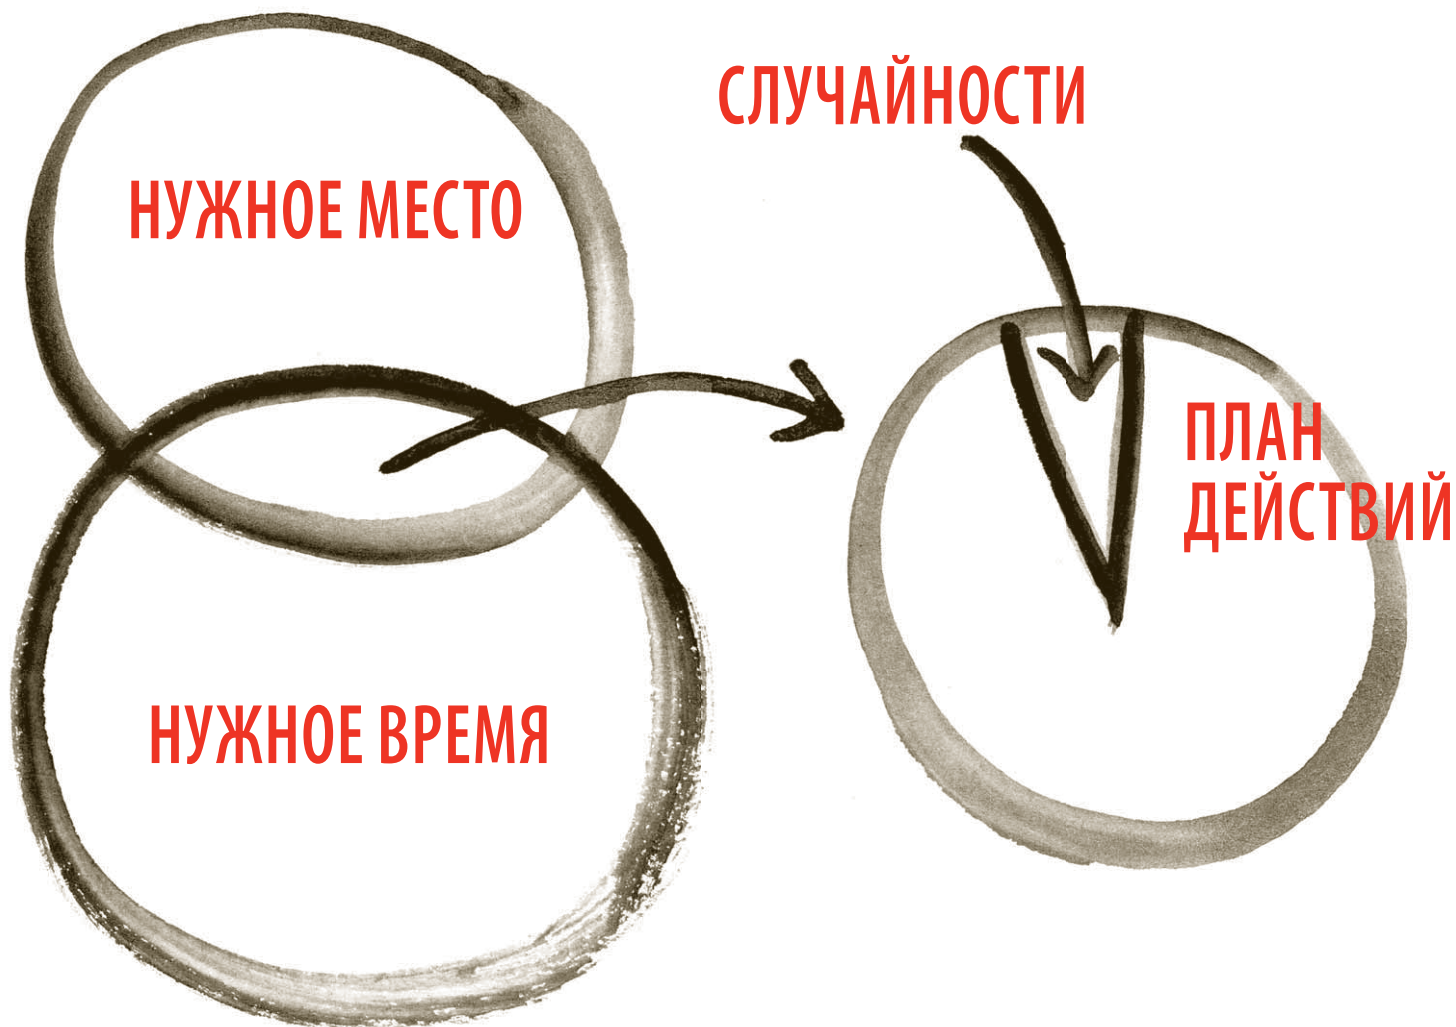 СЛУЧАЙНОСТИ
НУЖНОЕ МЕСТО
ПЛАН
ДЕЙСТВИЙ
НУЖНОЕ ВРЕМЯ